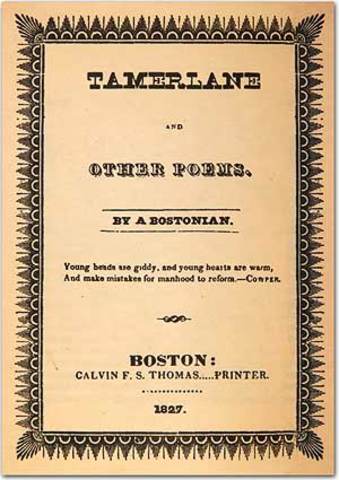 TAMERLANE
AND
OTHER POEMS.
BY A BOSTONIAN.
Young heads are giddy, and young hearts are warm,
And make mistakes for manhood to reform.—COWPER.
BOSTON:
CALVIN F. S. THOMAS.....PRINTER.
1827.